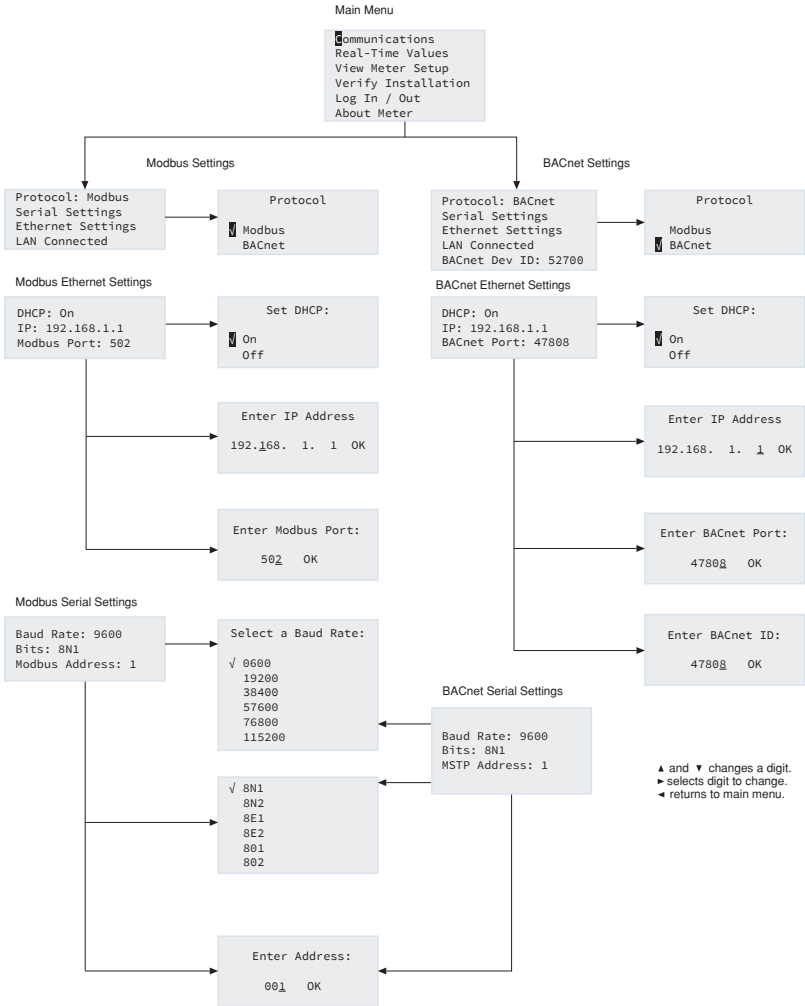 Main Menu
Communications
Real-Time Values
View Meter Setup
Verify Installation
Log In / Out
About Meter
Modbus Settings
BACnet Settings
Protocol: Modbus
Serial Settings
Ethernet Settings
LAN Connected
Protocol
√ Modbus
BACnet
Protocol: BACnet
Serial Settings
Ethernet Settings
LAN Connected
BACnet Dev ID: 52700
Protocol
Modbus
√ BACnet
Modbus Ethernet Settings
DHCP: On
IP: 192.168.1.1
Modbus Port: 502
Set DHCP:
√ On
Off
BACnet Ethernet Settings
DHCP: On
IP: 192.168.1.1
BACnet Port: 47808
Set DHCP:
√ On
Off
Enter IP Address
192.168. 1. 1 OK
Enter IP Address
192.168. 1. 1 OK
Enter Modbus Port:
502 OK
Enter BACnet Port:
47808 OK
Modbus Serial Settings
Baud Rate: 9600
Bits: 8N1
Modbus Address: 1
Select a Baud Rate:
√ 0600
19200
38400
57600
76800
115200
Enter BACnet ID:
47808 OK
BACnet Serial Settings
Baud Rate: 9600
Bits: 8N1
MSTP Address: 1
▲ and ▼ changes a digit.
► selects digit to change.
◄ returns to main menu.
√ 8N1
8N2
8E1
8E2
801
802
Enter Address:
001 OK